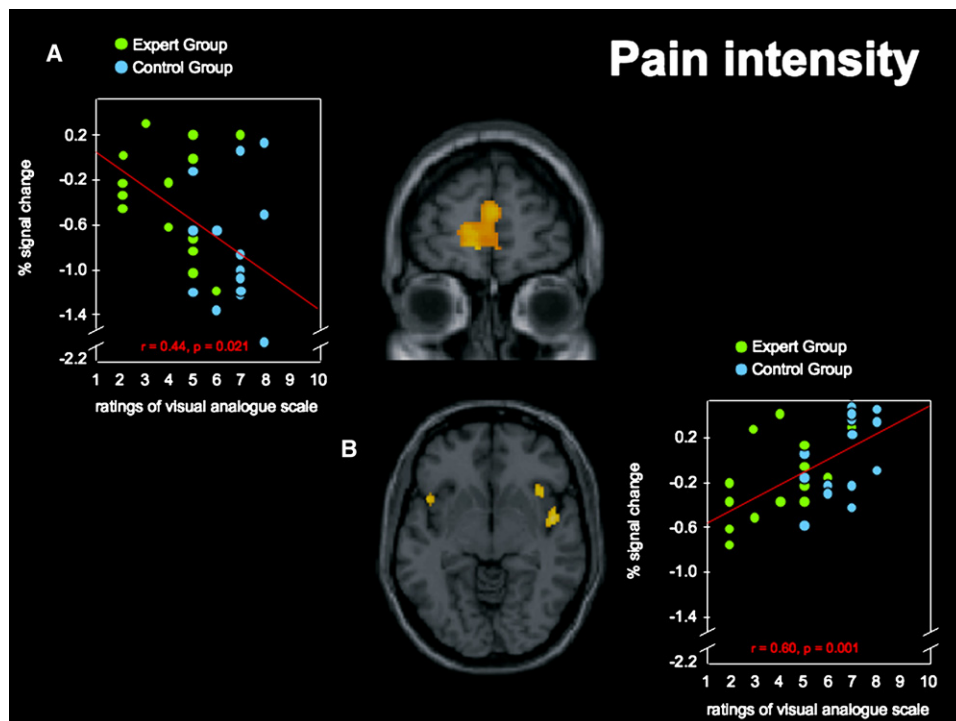 Pain intensity
A
Expert Group
Control Group
% signal change
0.2
-0.2
-0.6
-1.0
-1.4
-2.2
r = 0.44, p = 0.021
1 2 3 4 5 6 7 8 9 10
ratings of visual analogue scale
B
Expert Group
Control Group
% signal change
0.2
-0.2
-0.6
-1.0
-1.4
-2.2
r = 0.60, p = 0.001
1 2 3 4 5 6 7 8 9 10
ratings of visual analogue scale